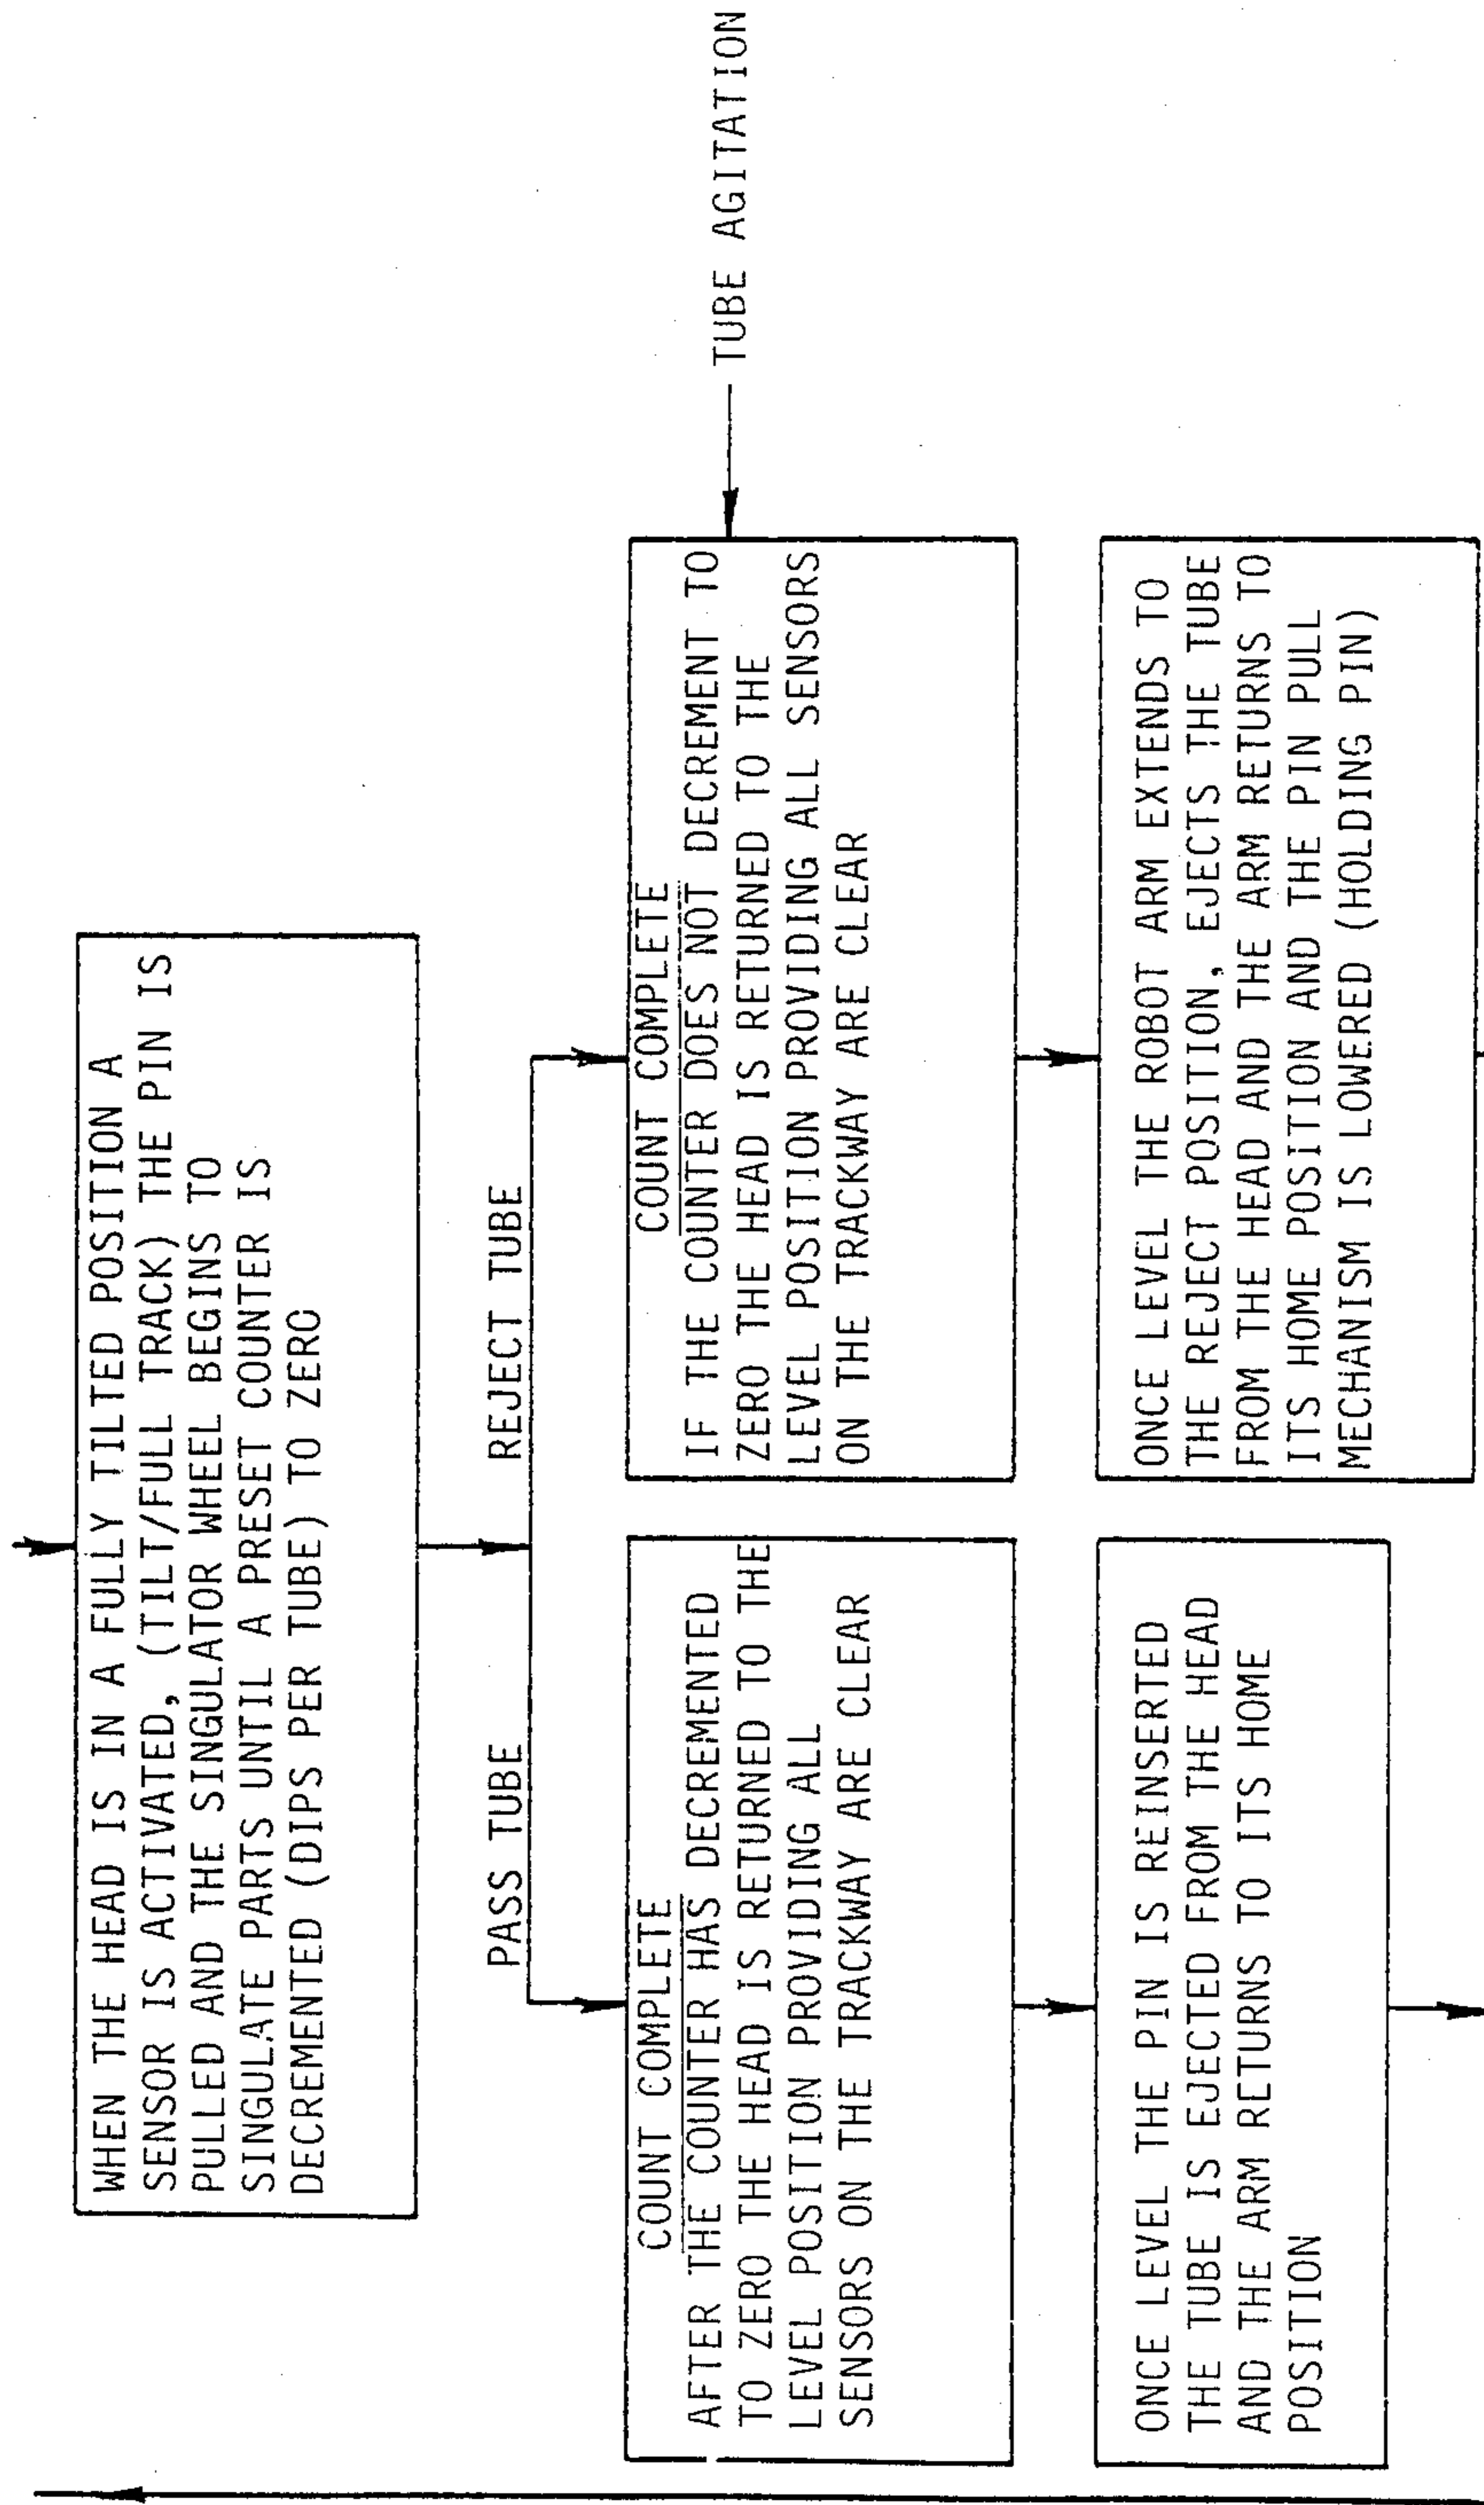 WHEN THE HEAD IS IN A FULLY TILTED POSITION A
SENSOR IS ACTIVATED, (TILT/FULL TRACK) THE PIN IS
PULLED AND THE SINGULATOR WHEEL BEGINS TO
SINGULATE PARTS UNTIL A PRESET COUNTER IS
DECREMENTED (DIPS PER TUBE) TO ZERO
PASS TUBE
REJECT TUBE
COUNT COMPLETE
AFTER THE COUNTER HAS DECREMENTED
TO ZERO THE HEAD IS RETURNED TO THE
LEVEL POSITION PROVIDING ALL
SENSORS ON THE TRACKWAY ARE CLEAR
COUNT COMPLETE
IF THE COUNTER DOES NOT DECREMENT TO
ZERO THE HEAD IS RETURNED TO THE
LEVEL POSITION PROVIDING ALL SENSORS
ON THE TRACKWAY ARE CLEAR
TUBE AGITATION
ONCE LEVEL THE PIN IS REINSERTED
THE TUBE IS EJECTED FROM THE HEAD
AND THE ARM RETURNS TO ITS HOME
POSITION
ONCE LEVEL THE ROBOT ARM EXTENDS TO
THE REJECT POSITION, EJECTS THE TUBE
FROM THE HEAD AND THE ARM RETURNS TO
ITS HOME POSITION AND THE PIN PULL
MECHANISM IS LOWERED (HOLDING PIN)